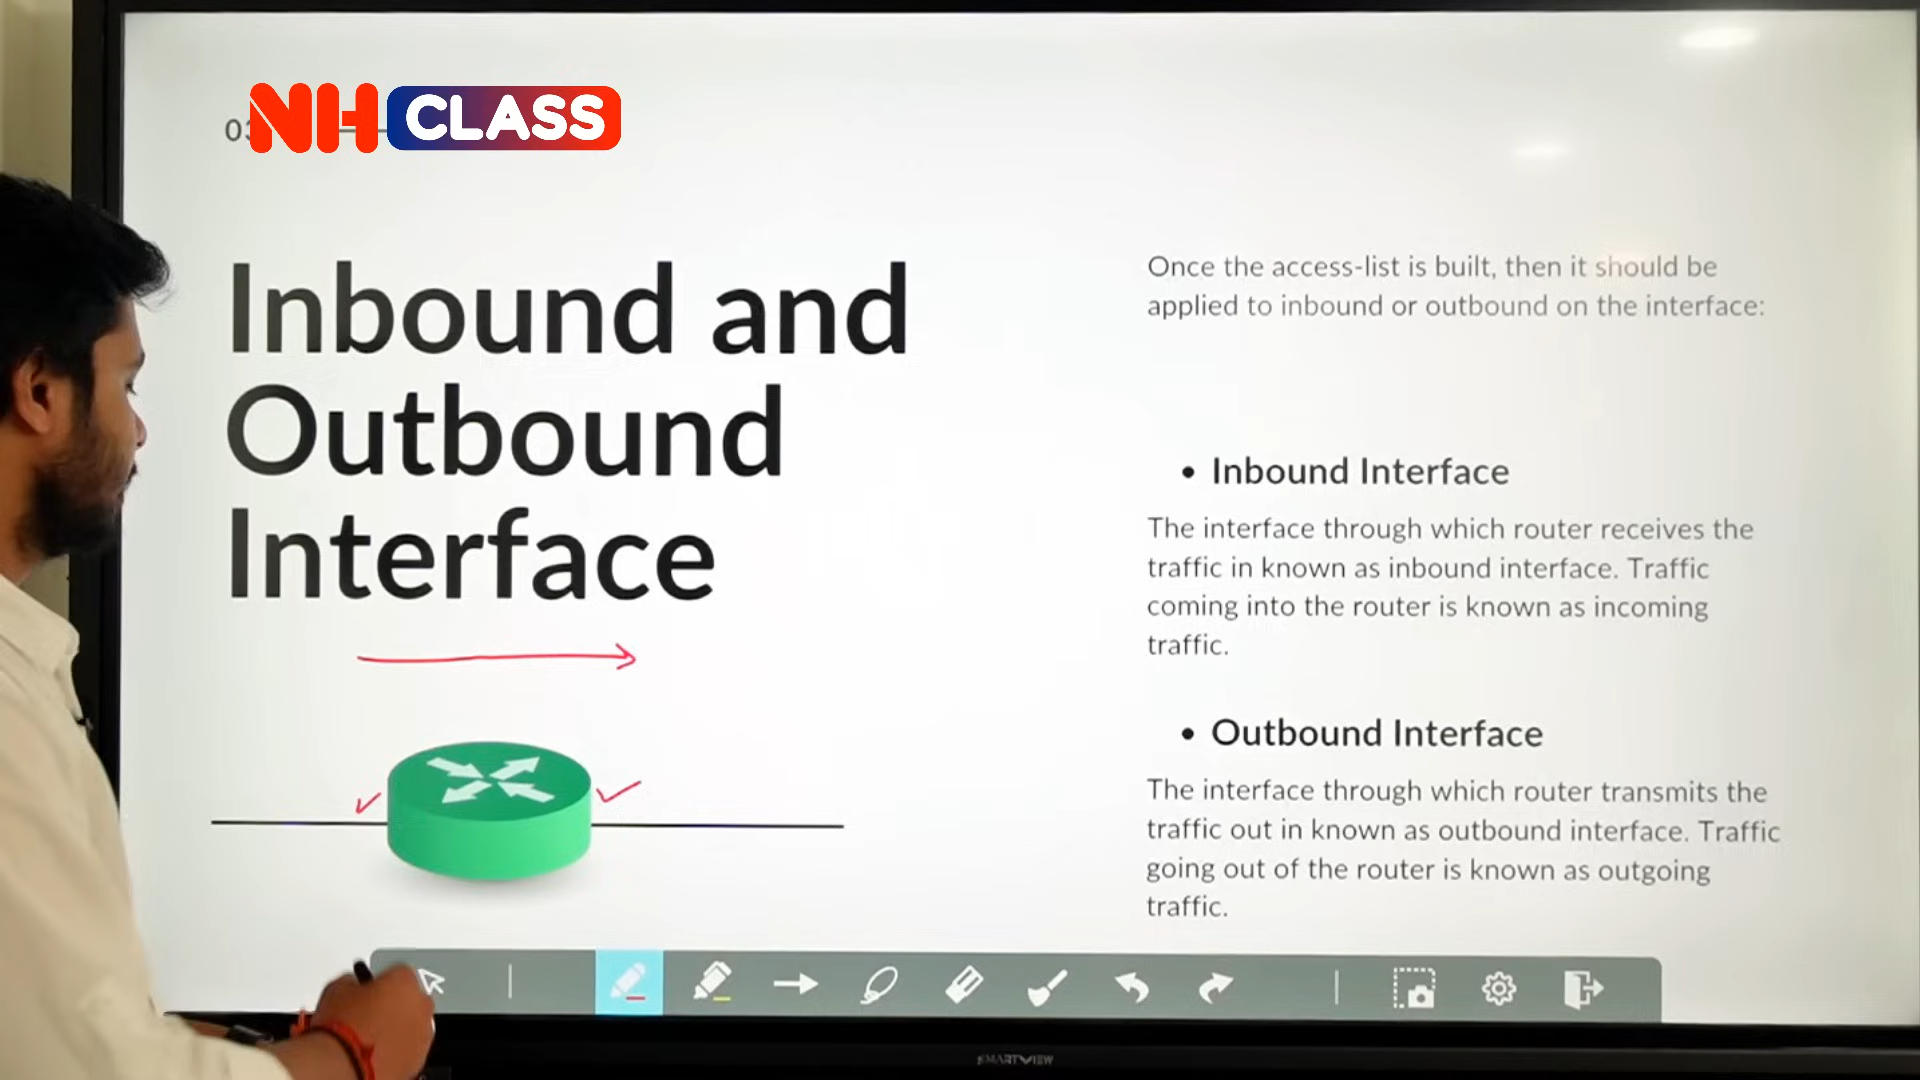 NH CLASS
Inbound and
Outbound
Interface
Once the access-list is built, then it should be
applied to inbound or outbound on the interface:
• Inbound Interface
The interface through which router receives the
traffic in known as inbound interface. Traffic
coming into the router is known as incoming
traffic.
• Outbound Interface
The interface through which router transmits the
traffic out in known as outbound interface. Traffic
going out of the router is known as outgoing
traffic.
SMARTVIEW